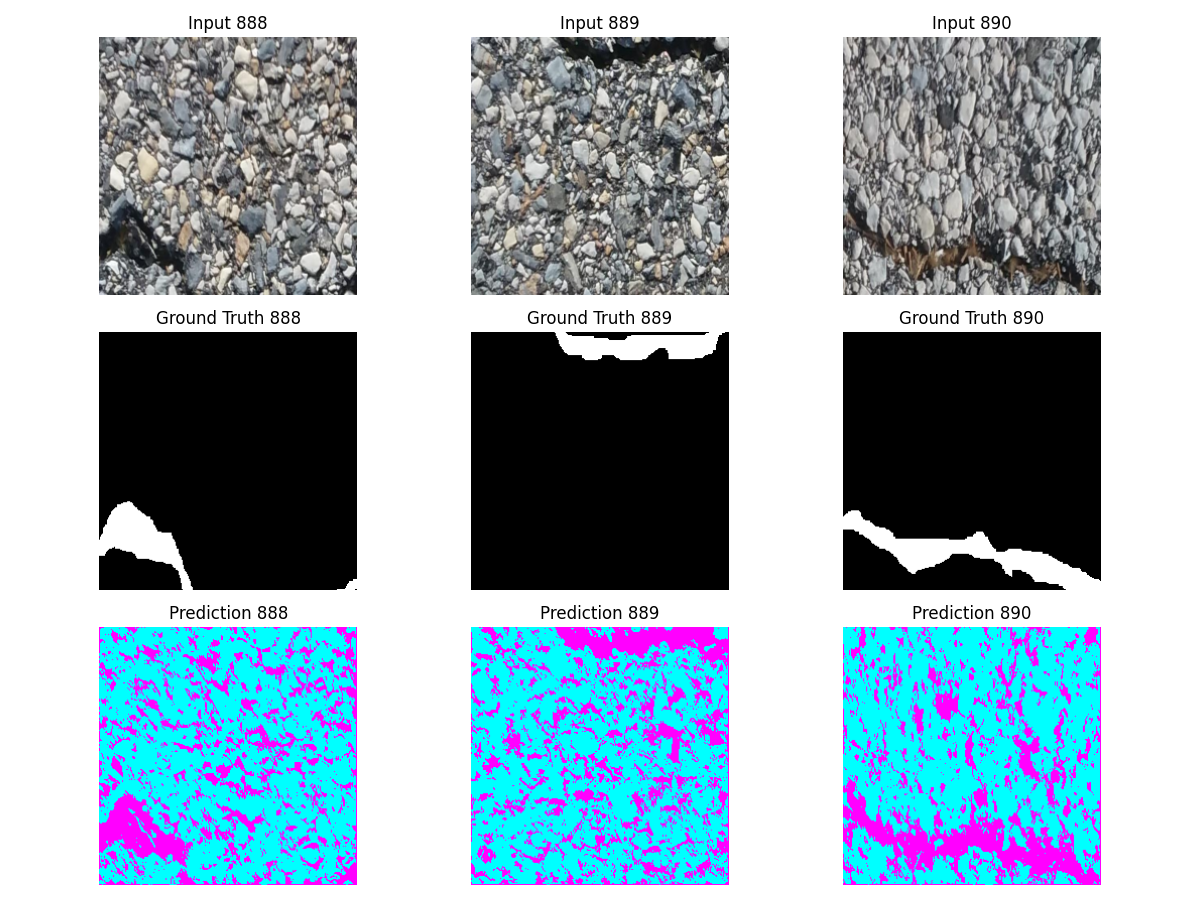 Input 888
Input 889
Input 890
Ground Truth 888
Ground Truth 889
Ground Truth 890
Prediction 888
Prediction 889
Prediction 890